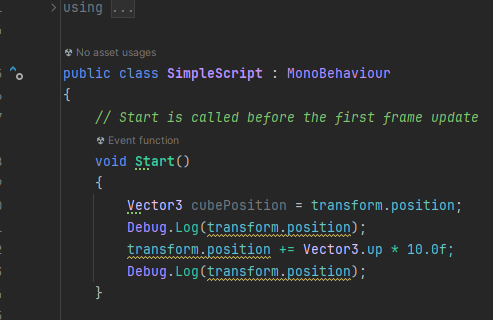 using ...
No asset usages
public class SimpleScript : MonoBehaviour
{
// Start is called before the first frame update
Event function
void Start()
{
Vector3 cubePosition = transform.position;
Debug.Log(transform.position);
transform.position += Vector3.up * 10.0f;
Debug.Log(transform.position);
}